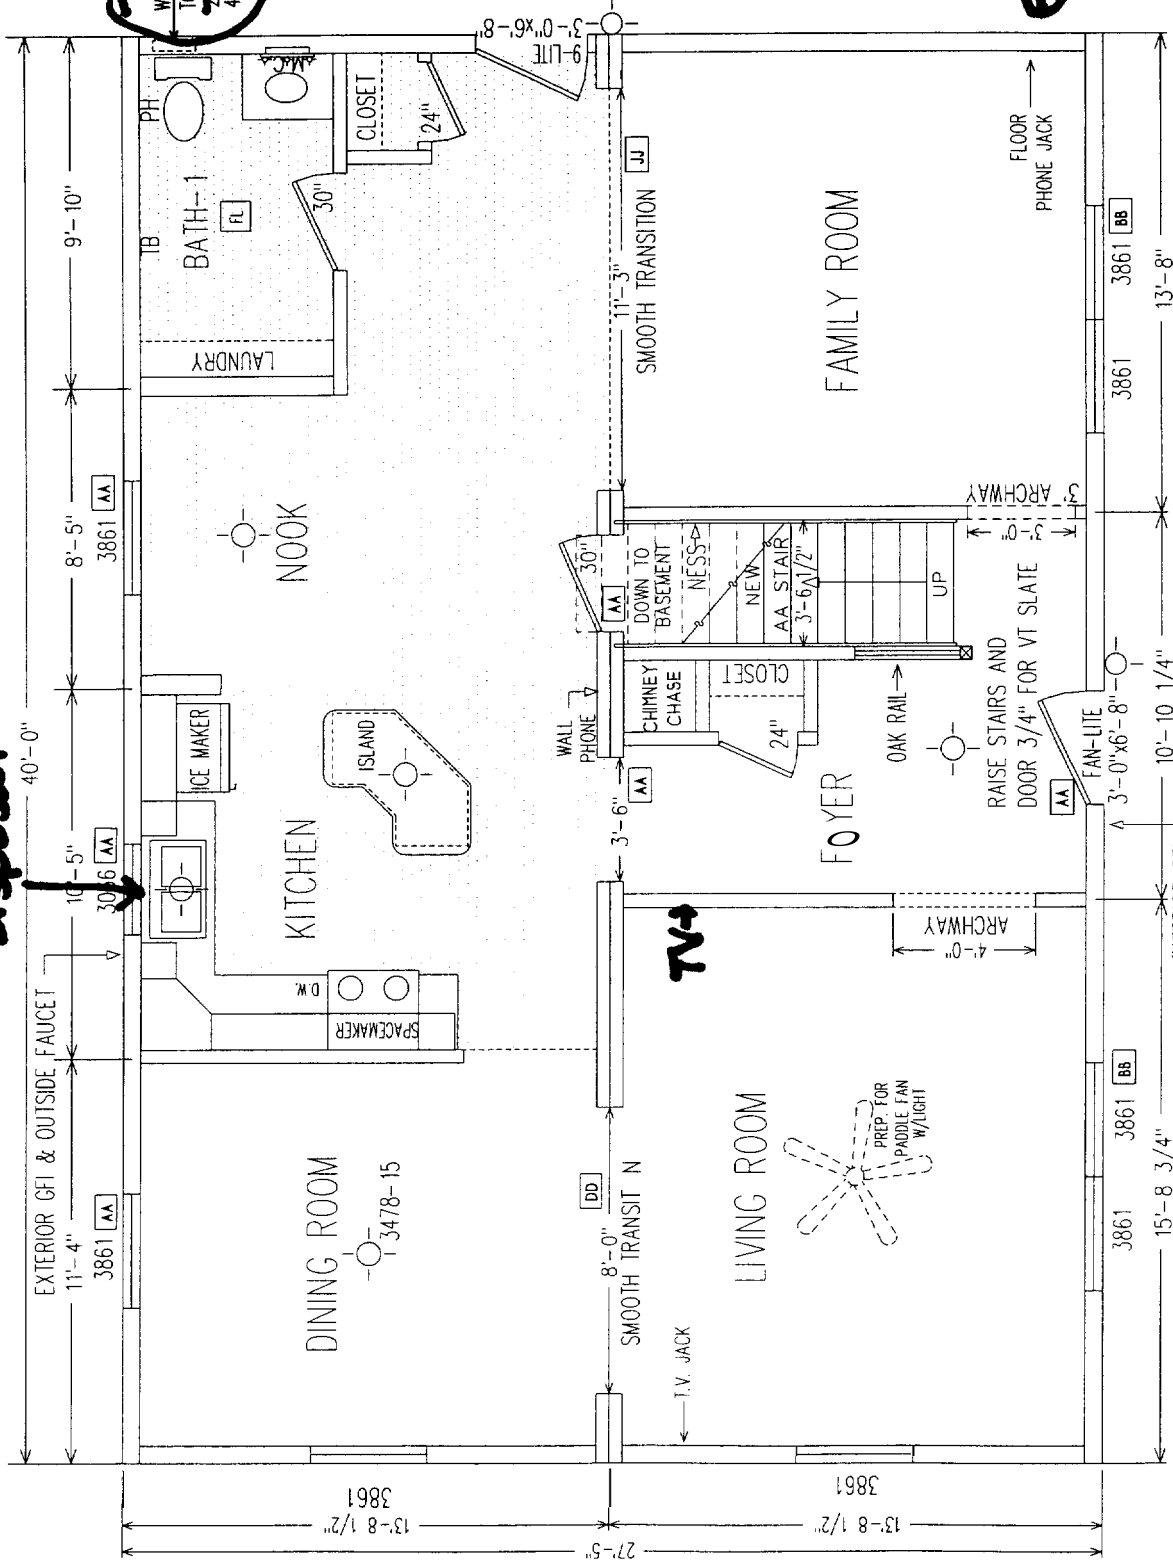 40'-0"
EXTERIOR GFI & OUTSIDE FAUCET
11'-4"
8'-5"
9'-10"
3861 AA
AA
3861 AA
PH
TB
BATH-1
FL
30"
LAUNDRY
CLOSET
24"
9-LITE
3'-0"x6'-8"
NOOK
ICE MAKER
ISLAND
KITCHEN
D.W.
SPACEMAKER
DINING ROOM
3478-15
DD
8'-0"
SMOOTH TRANSIT N
3'-6"
AA
WALL
PHONE
30"
AA
11'-3"
SMOOTH TRANSITION
JJ
T.V. JACK
TV
LIVING ROOM
PREP. FOR
PADDLE FAN
W/LIGHT
ARCHWAY
4'-0"
FOYER
CHIMNEY
CHASE
CLOSET
24"
OAK RAIL
DOWN TO
BASEMENT
NESS
NEW
AA STAIR
3'-6 1/2"
UP
3' ARCHWAY
3'-0"
RAISE STAIRS AND
DOOR 3/4" FOR VT SLATE
AA
FAN-LITE
3'-0"x6'-8"
FAMILY ROOM
FLOOR
PHONE JACK
3861
3861 BB
3861
3861 BB
15'-8 3/4"
10'-10 1/4"
13'-8"
3861
3861
13'-8 1/2"
13'-8 1/2"
27'-5"